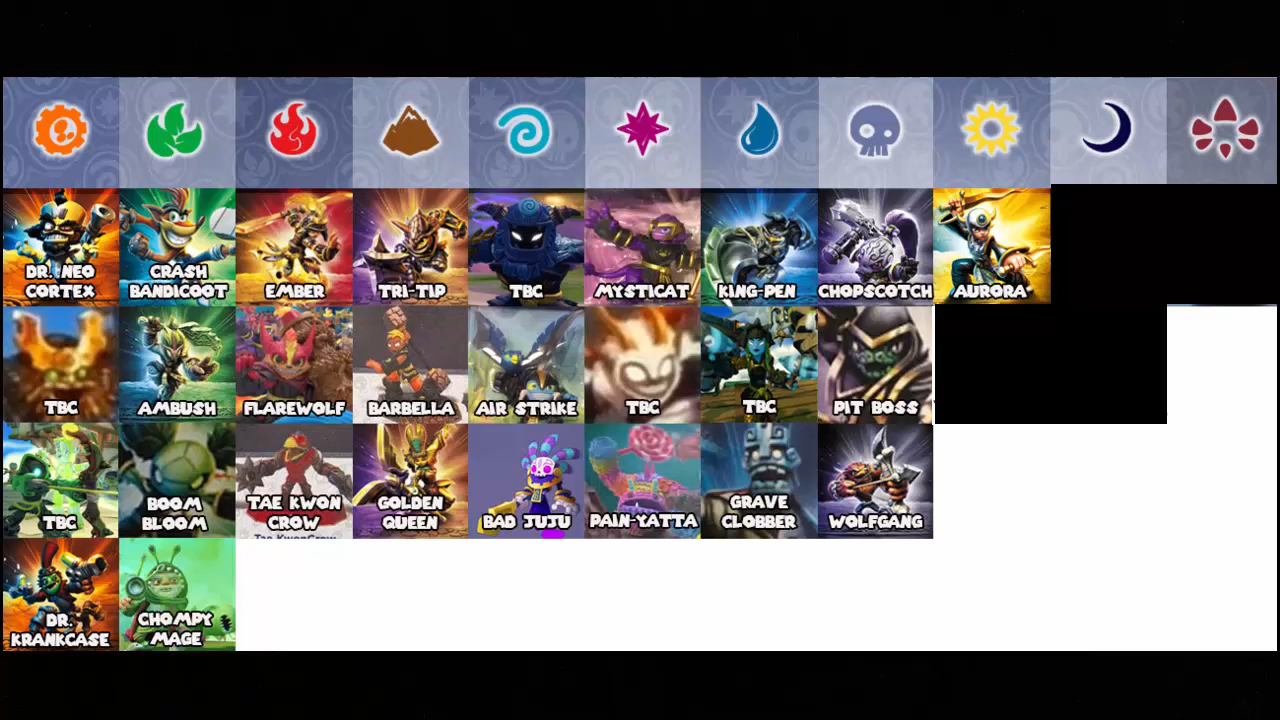 DR. NEO
CORTEX
CRASH
BANDICOOT
EMBER
TRI-TIP
TBC
MYSTICAT
KING-PEN
CHOPSCOTCH
AURORA
TBC
AMBUSH
FLAREWOLF
BARBELLA
AIR STRIKE
TBC
TBC
PIT BOSS
TBC
BOOM
BLOOM
TAE KWON
CROW
Tae KwonCrow
GOLDEN
QUEEN
BAD JUJU
PAIN-YATTA
GRAVE
CLOBBER
WOLFGANG
DR.
KRANKCASE
CHOMPY
MAGE